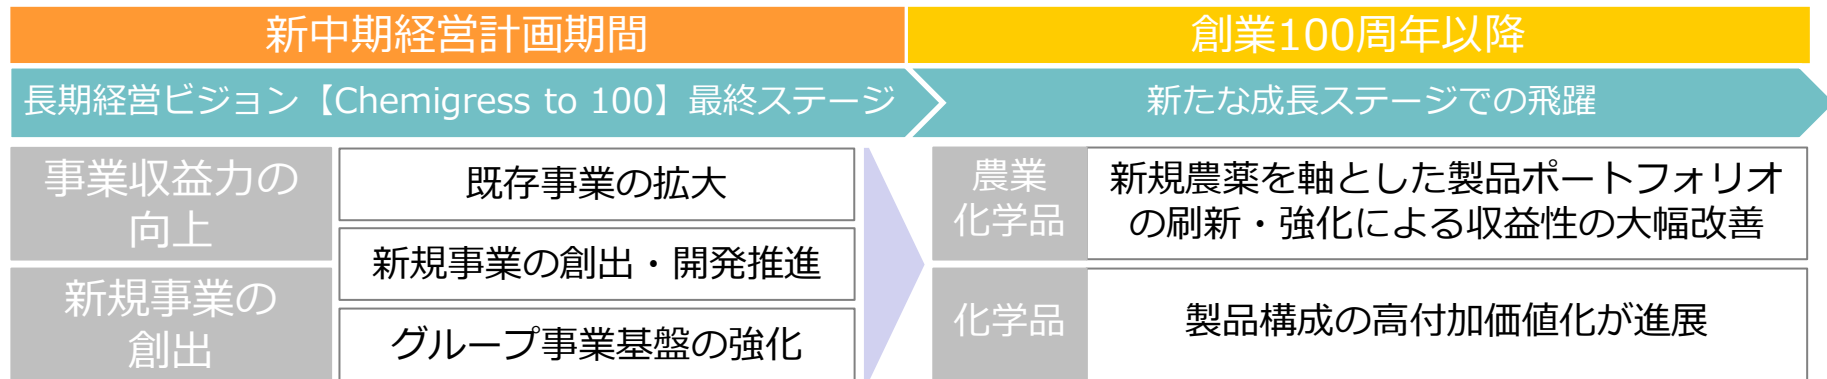 新中期経営計画期間
創業100周年以降
長期経営ビジョン【Chemigress to 100】最終ステージ
新たな成長ステージでの飛躍
事業収益力の
向上
新規事業の
創出
既存事業の拡大
新規事業の創出・開発推進
グループ事業基盤の強化
農業
化学品
新規農薬を軸とした製品ポートフォリオ
の刷新・強化による収益性の大幅改善
化学品
製品構成の高付加価値化が進展